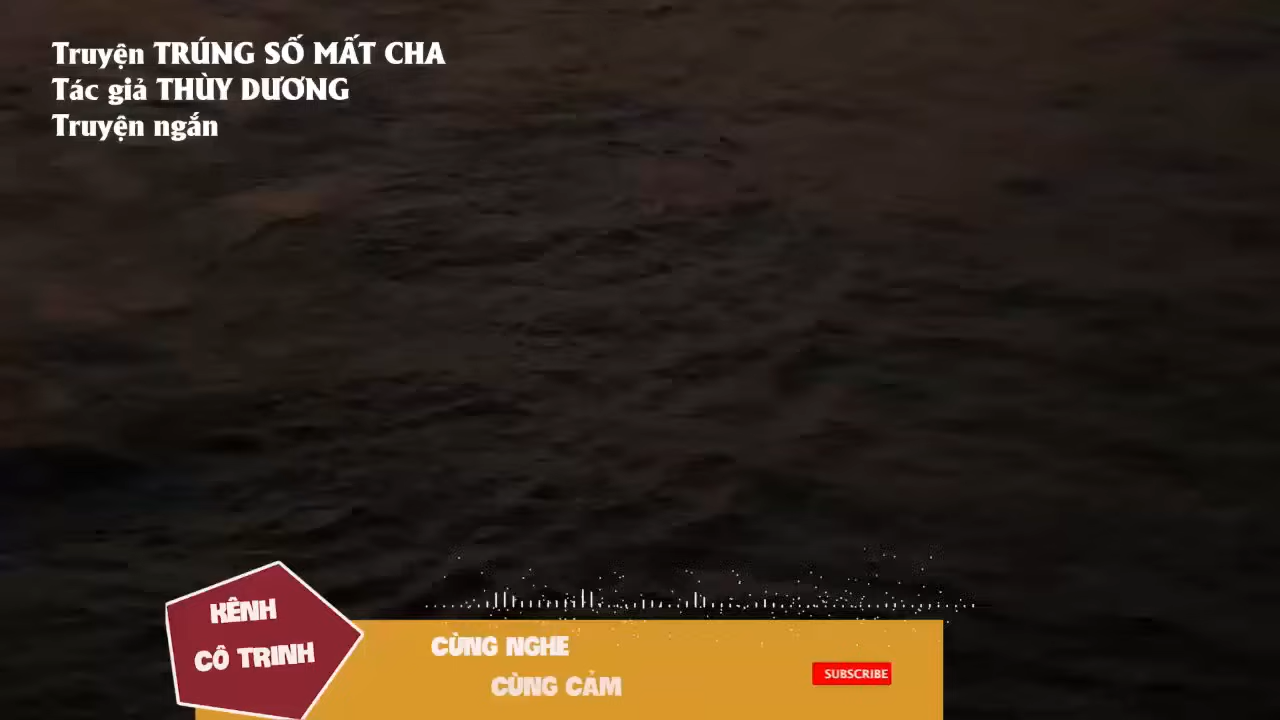 Truyện TRÚNG SỐ MẤT CHA
Tác giả THÙY DƯƠNG
Truyện ngắn
KÊNH
CÔ TRINH
CÙNG NGHE
CÙNG CẢM
SUBSCRIBE